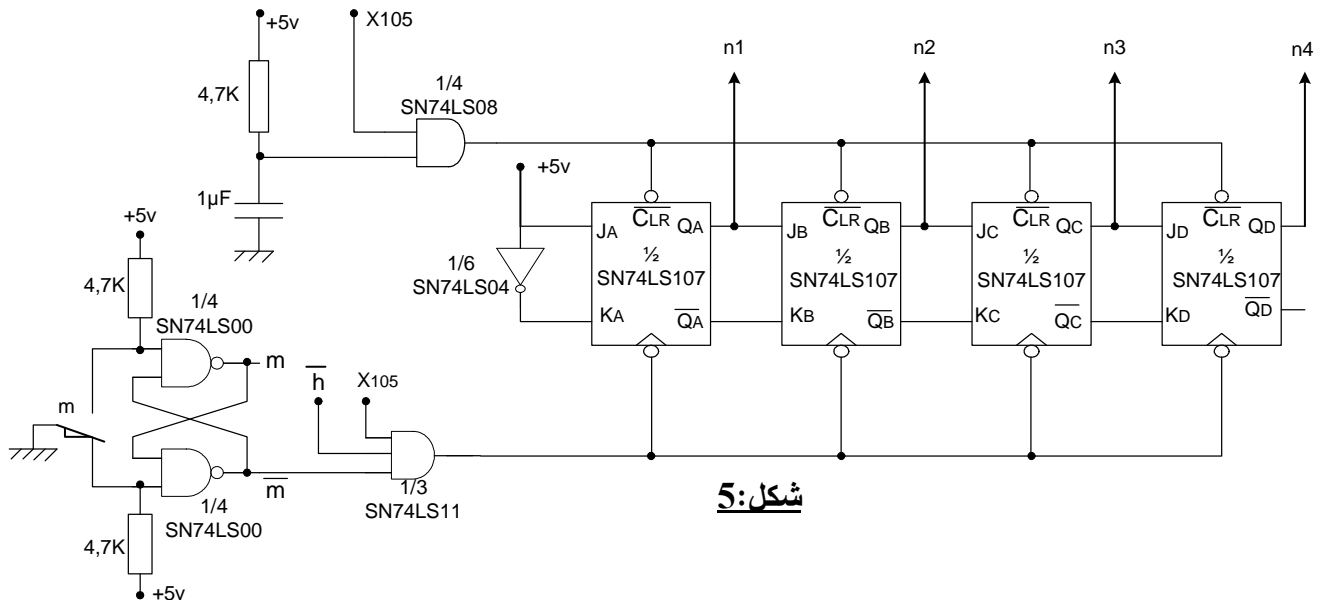 +5v
X105
4,7K
1/4
SN74LS08
1µF
n1
n2
n3
n4
+5v
1/6
SN74LS04
JA
CLR
QA
½
SN74LS107
KA
QA
JB
CLR
QB
½
SN74LS107
KB
QB
JC
CLR
QC
½
SN74LS107
KC
QC
JD
CLR
QD
½
SN74LS107
KD
QD
+5v
4,7K
1/4
SN74LS00
m
m
h
X105
m
1/4
SN74LS00
1/3
SN74LS11
4,7K
+5v
شكل:5